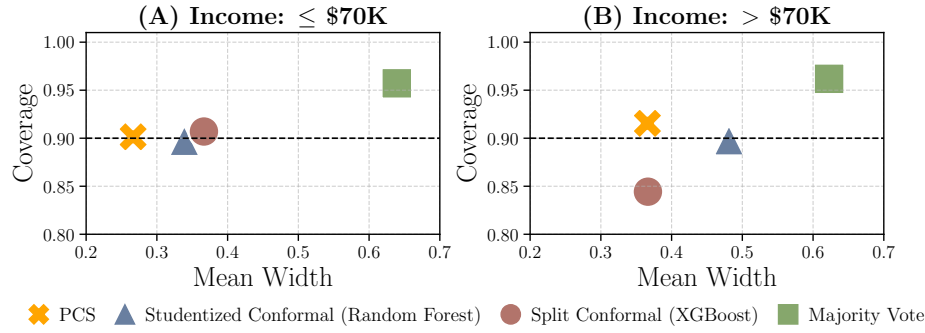 (A) Income: ≤ $70K
(B) Income: > $70K
1.00
0.95
0.90
0.85
0.80
Coverage
0.2 0.3 0.4 0.5 0.6 0.7
Mean Width
1.00
0.95
0.90
0.85
0.80
Coverage
0.2 0.3 0.4 0.5 0.6 0.7
Mean Width
PCS Studentized Conformal (Random Forest) Split Conformal (XGBoost) Majority Vote